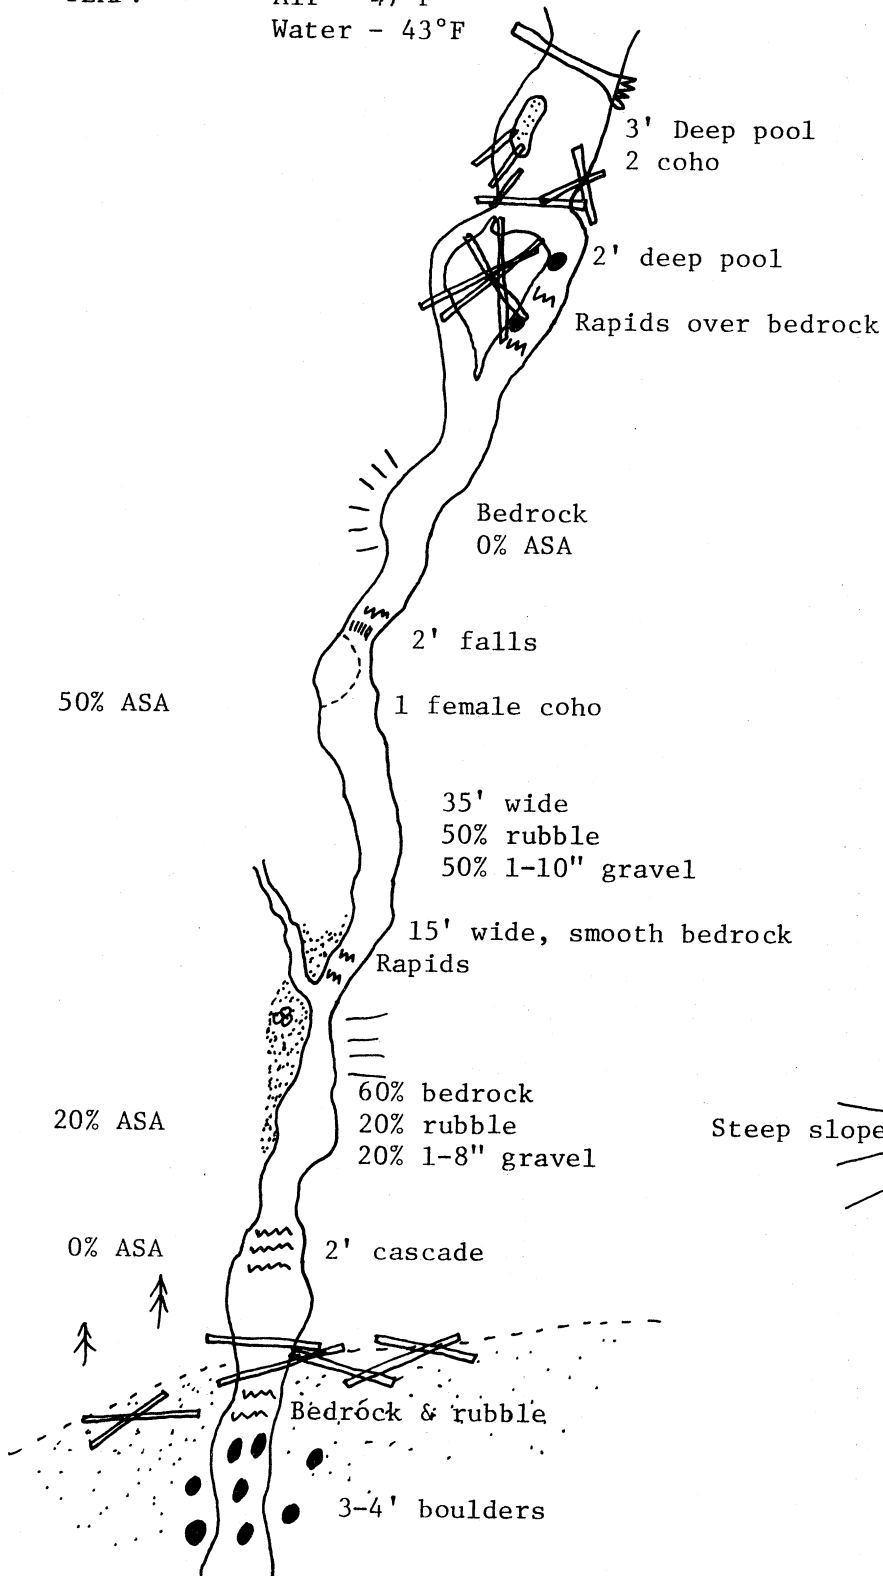 Water - 43°F
3' Deep pool
2 coho
2' deep pool
Rapids over bedrock
Bedrock
0% ASA
2' falls
50% ASA
1 female coho
35' wide
50% rubble
50% 1-10" gravel
15' wide, smooth bedrock
Rapids
60% bedrock
20% ASA
20% rubble
Steep slope
20% 1-8" gravel
0% ASA
2' cascade
Bedrock & rubble
3-4' boulders